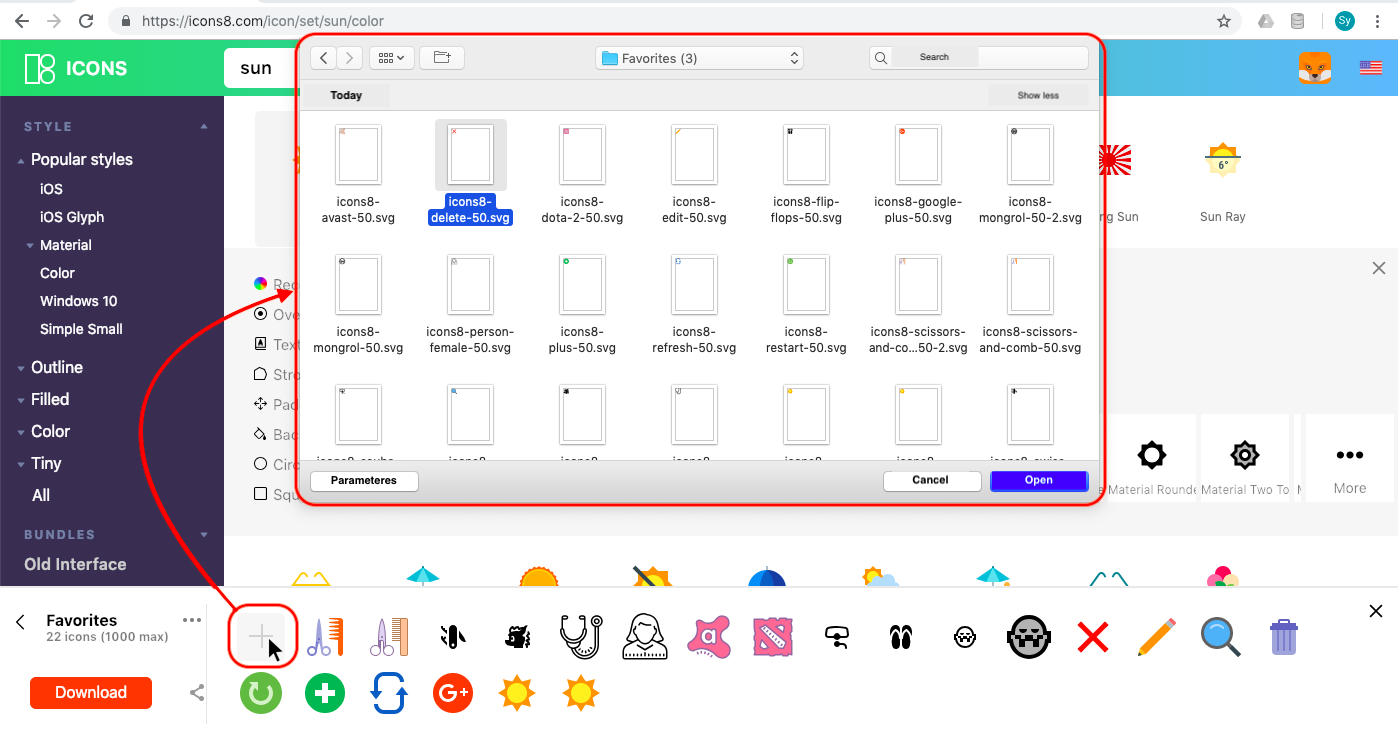 https://icons8.com/icon/set/sun/color
Sy
ICONS
sun
Favorites (3)
Search
Today
Show less
STYLE
Popular styles
iOS
iOS Glyph
Material
Color
Windows 10
Simple Small
Outline
Filled
Color
Tiny
All
BUNDLES
Old Interface
icons8-
avast-50.svg
icons8-
delete-50.svg
icons8-
dota-2-50.svg
icons8-
edit-50.svg
icons8-flip-
flops-50.svg
icons8-google-
plus-50.svg
icons8-
mongrol-50-2.svg
icons8-
mongrol-50.svg
icons8-person-
female-50.svg
icons8-
plus-50.svg
icons8-
refresh-50.svg
icons8-
restart-50.svg
icons8-scissors-
and-co...50-2.svg
icons8-scissors-
and-comb-50.svg
Parameteres
Cancel
Open
ng Sun
6°
Sun Ray
Rec
Ove
Text
Stro
Pad
Bac
Circ
Squ
Material Rounde
Material Two To
More
Favorites
22 icons (1000 max)
Download
a
G+